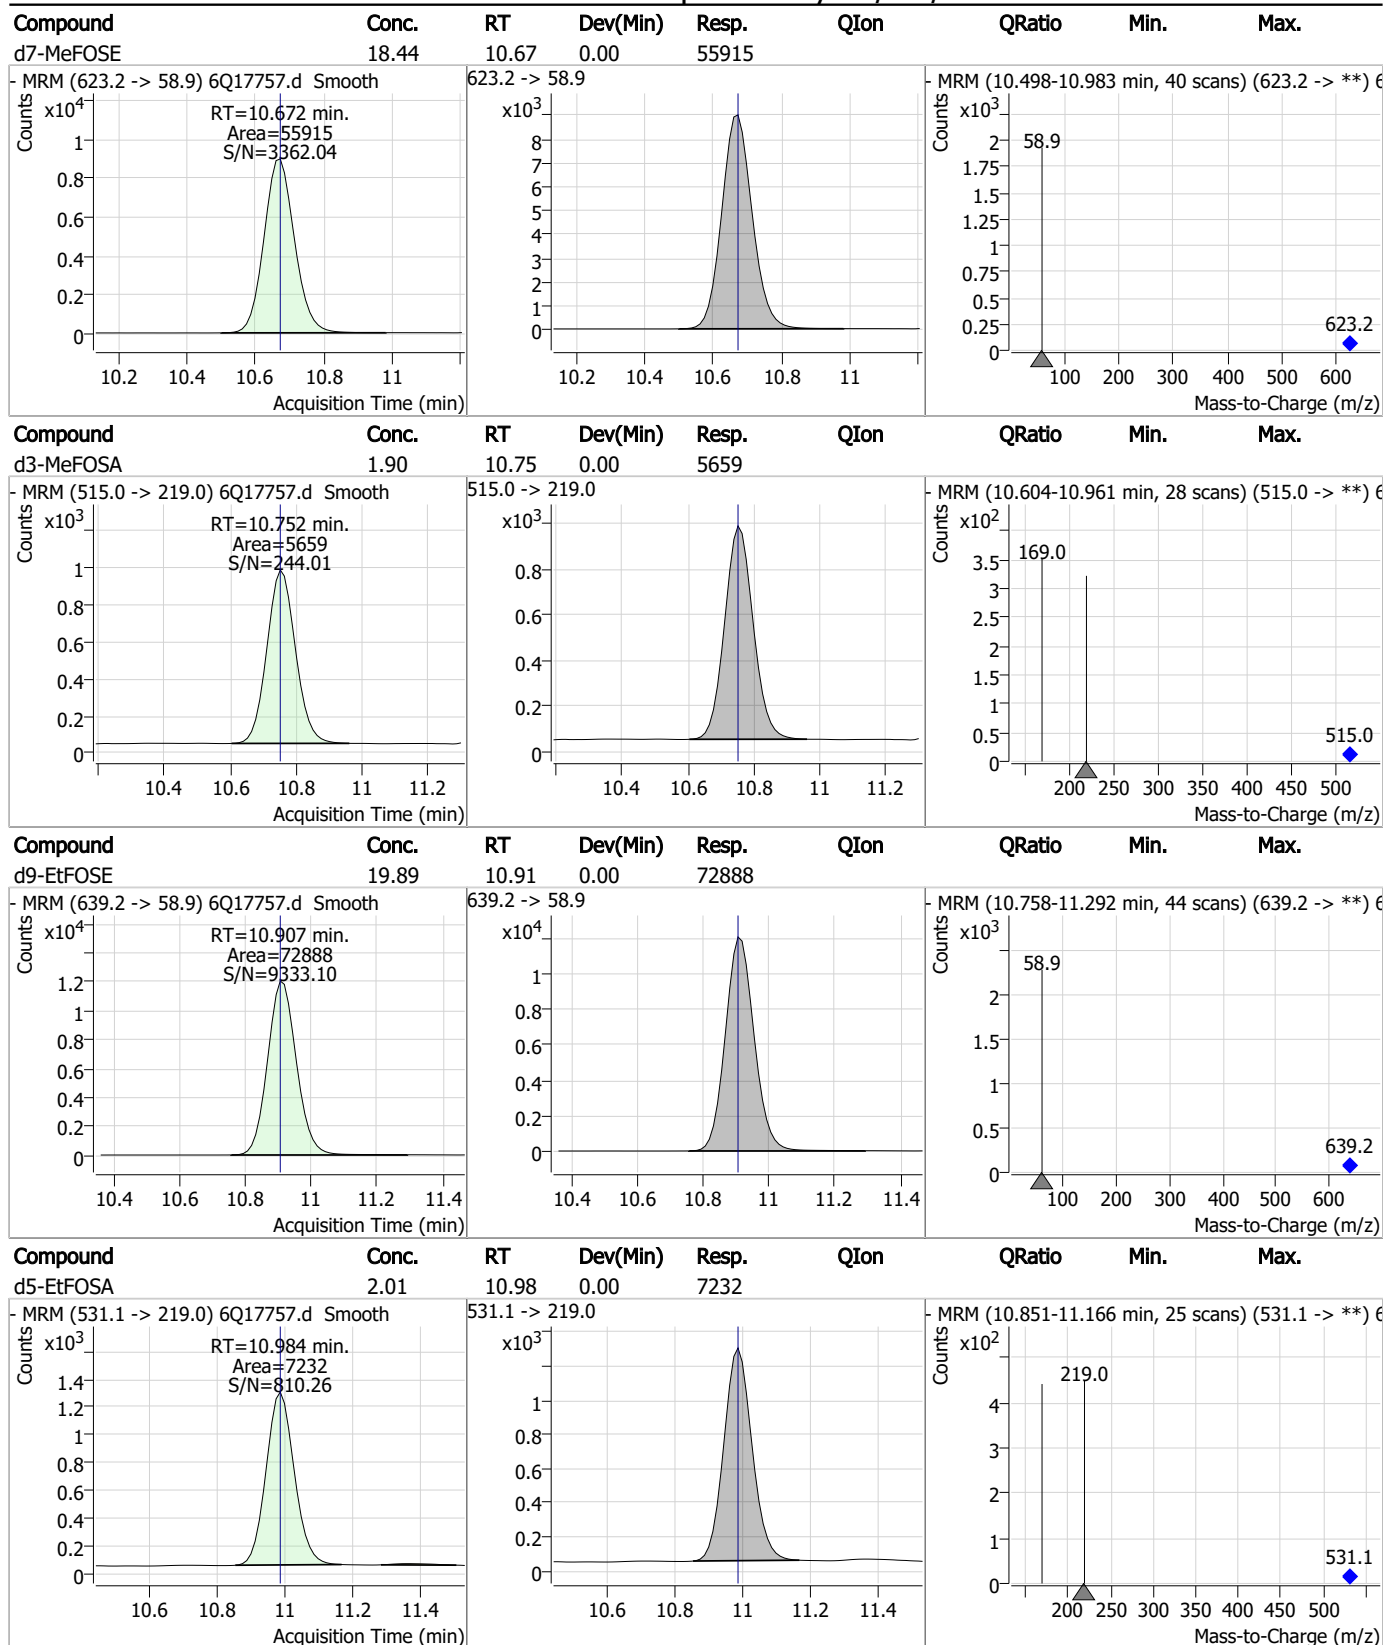 Compound Conc. RT Dev(Min) Resp. QIon QRatio Min. Max.
d7-MeFOSE 18.44 10.67 0.00 55915
- MRM (623.2 -> 58.9) 6Q17757.d Smooth
Counts
x10⁴
RT=10.672 min.
Area=55915
S/N=3362.04
1
0.8
0.6
0.4
0.2
0
10.2 10.4 10.6 10.8 11
Acquisition Time (min)
623.2 -> 58.9
x10³
8
7
6
5
4
3
2
1
0
10.2 10.4 10.6 10.8 11
- MRM (10.498-10.983 min, 40 scans) (623.2 -> **) 6
Counts
x10³
58.9
2
1.75
1.5
1.25
1
0.75
0.5
0.25
0
623.2
100 200 300 400 500 600
Mass-to-Charge (m/z)
Compound Conc. RT Dev(Min) Resp. QIon QRatio Min. Max.
d3-MeFOSA 1.90 10.75 0.00 5659
- MRM (515.0 -> 219.0) 6Q17757.d Smooth
Counts
x10³
RT=10.752 min.
Area=5659
S/N=244.01
1
0.8
0.6
0.4
0.2
0
10.4 10.6 10.8 11 11.2
Acquisition Time (min)
515.0 -> 219.0
x10³
0.8
0.6
0.4
0.2
0
10.4 10.6 10.8 11 11.2
- MRM (10.604-10.961 min, 28 scans) (515.0 -> **) 6
Counts
x10²
169.0
3.5
3
2.5
2
1.5
1
0.5
0
515.0
200 250 300 350 400 450 500
Mass-to-Charge (m/z)
Compound Conc. RT Dev(Min) Resp. QIon QRatio Min. Max.
d9-EtFOSE 19.89 10.91 0.00 72888
- MRM (639.2 -> 58.9) 6Q17757.d Smooth
Counts
x10⁴
RT=10.907 min.
Area=72888
S/N=9333.10
1.2
1
0.8
0.6
0.4
0.2
0
10.4 10.6 10.8 11 11.2 11.4
Acquisition Time (min)
639.2 -> 58.9
x10⁴
1
0.8
0.6
0.4
0.2
0
10.4 10.6 10.8 11 11.2 11.4
- MRM (10.758-11.292 min, 44 scans) (639.2 -> **) 6
Counts
x10³
58.9
2
1.5
1
0.5
0
639.2
100 200 300 400 500 600
Mass-to-Charge (m/z)
Compound Conc. RT Dev(Min) Resp. QIon QRatio Min. Max.
d5-EtFOSA 2.01 10.98 0.00 7232
- MRM (531.1 -> 219.0) 6Q17757.d Smooth
Counts
x10³
RT=10.984 min.
Area=7232
S/N=810.26
1.4
1.2
1
0.8
0.6
0.4
0.2
0
10.6 10.8 11 11.2 11.4
Acquisition Time (min)
531.1 -> 219.0
x10³
1
0.8
0.6
0.4
0.2
0
10.6 10.8 11 11.2 11.4
- MRM (10.851-11.166 min, 25 scans) (531.1 -> **) 6
Counts
x10²
219.0
4
3
2
1
0
531.1
200 250 300 350 400 450 500
Mass-to-Charge (m/z)